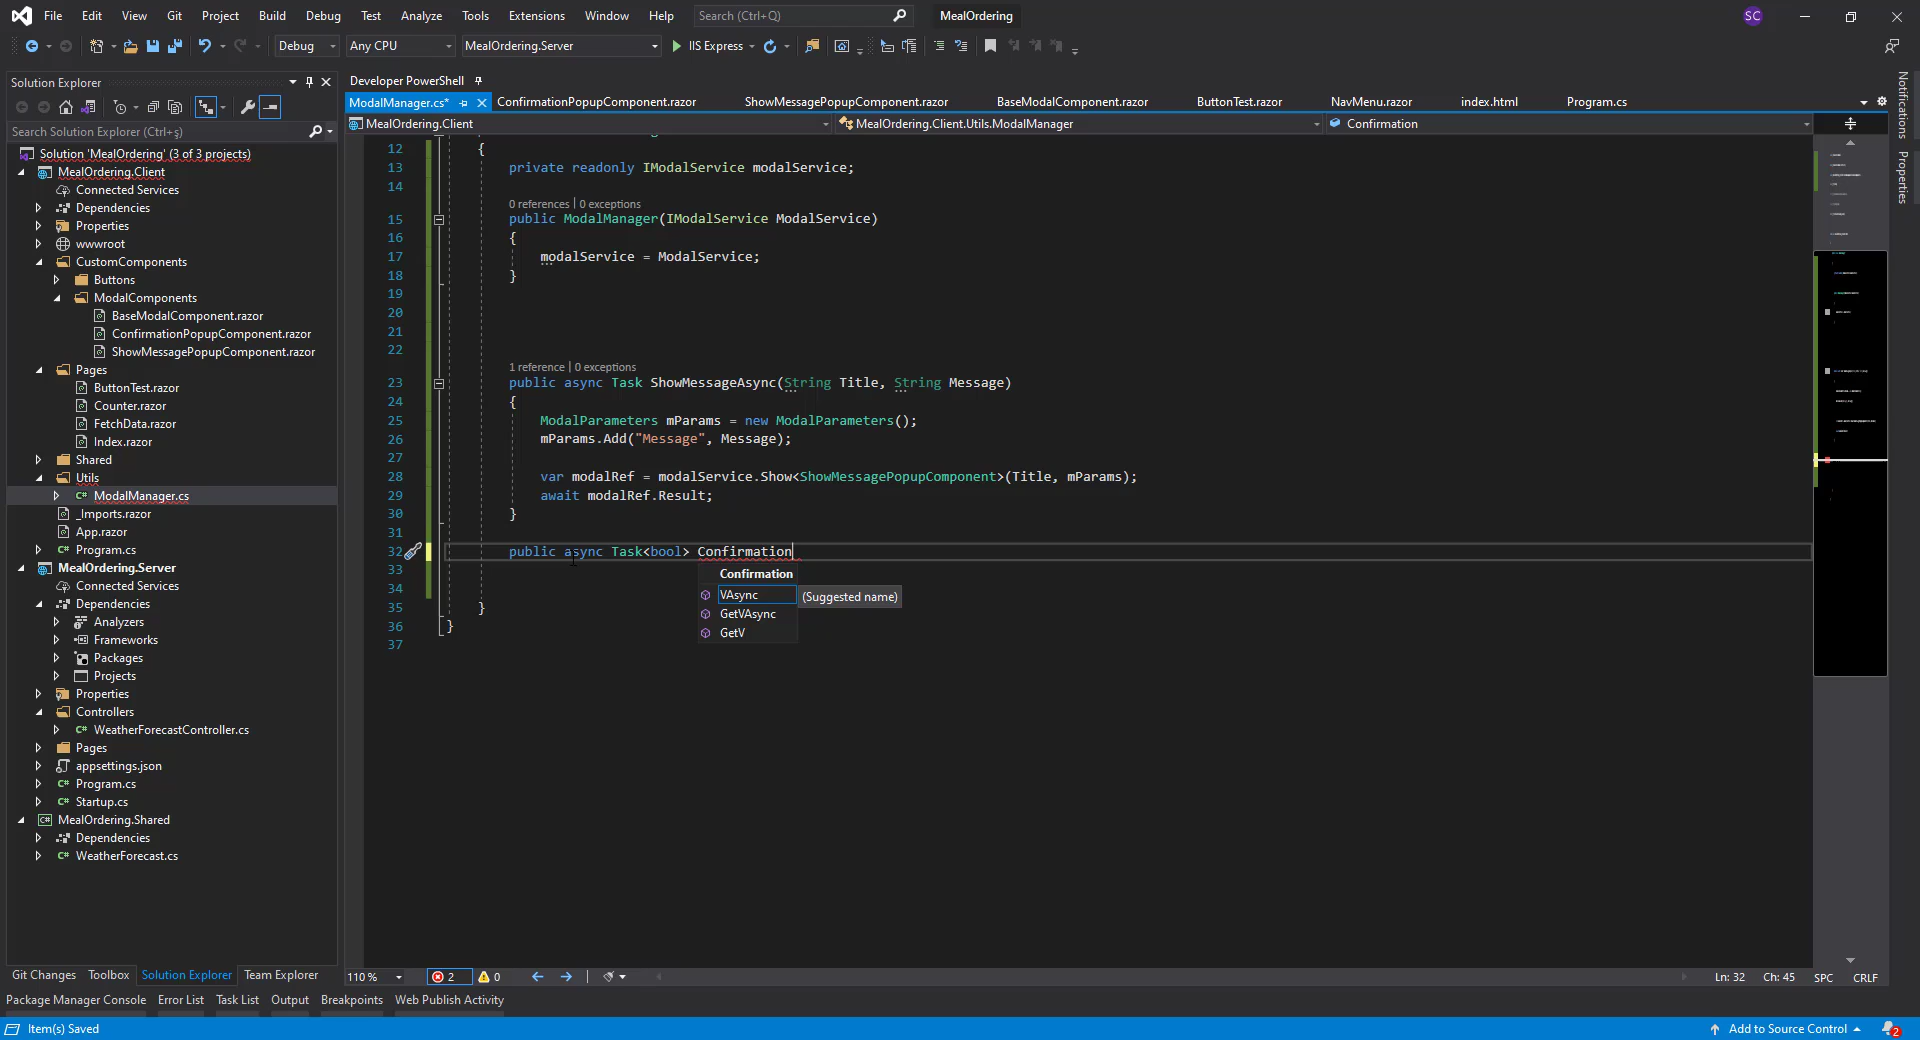 File Edit View Git Project Build Debug Test Analyze Tools Extensions Window Help Search (Ctrl+Q) MealOrdering SC
Debug Any CPU MealOrdering.Server IIS Express
Solution Explorer
Search Solution Explorer (Ctrl+ş)
Solution 'MealOrdering' (3 of 3 projects)
MealOrdering.Client
Connected Services
Dependencies
Properties
wwwroot
CustomComponents
Buttons
ModalComponents
BaseModalComponent.razor
ConfirmationPopupComponent.razor
ShowMessagePopupComponent.razor
Pages
ButtonTest.razor
Counter.razor
FetchData.razor
Index.razor
Shared
Utils
C# ModalManager.cs
_Imports.razor
App.razor
C# Program.cs
MealOrdering.Server
Connected Services
Dependencies
Analyzers
Frameworks
Packages
Projects
Properties
Controllers
C# WeatherForecastController.cs
Pages
appsettings.json
C# Program.cs
C# Startup.cs
C# MealOrdering.Shared
Dependencies
C# WeatherForecast.cs
Git Changes Toolbox Solution Explorer Team Explorer
Developer PowerShell
ModalManager.cs* ConfirmationPopupComponent.razor ShowMessagePopupComponent.razor BaseModalComponent.razor ButtonTest.razor NavMenu.razor index.html Program.cs
MealOrdering.Client MealOrdering.Client.Utils.ModalManager Confirmation
12 {
13 private readonly IModalService modalService;
14
0 references | 0 exceptions
15 public ModalManager(IModalService ModalService)
16 {
17 modalService = ModalService;
18 }
19
20
21
22
1 reference | 0 exceptions
23 public async Task ShowMessageAsync(String Title, String Message)
24 {
25 ModalParameters mParams = new ModalParameters();
26 mParams.Add("Message", Message);
27
28 var modalRef = modalService.Show<ShowMessagePopupComponent>(Title, mParams);
29 await modalRef.Result;
30 }
31
32 public async Task<bool> Confirmation
33
34
35 }
36 }
37
Confirmation
VAsync (Suggested name)
GetVAsync
GetV
110 % 2 0 Ln: 32 Ch: 45 SPC CRLF
Package Manager Console Error List Task List Output Breakpoints Web Publish Activity
Item(s) Saved Add to Source Control 2
Notifications
Properties